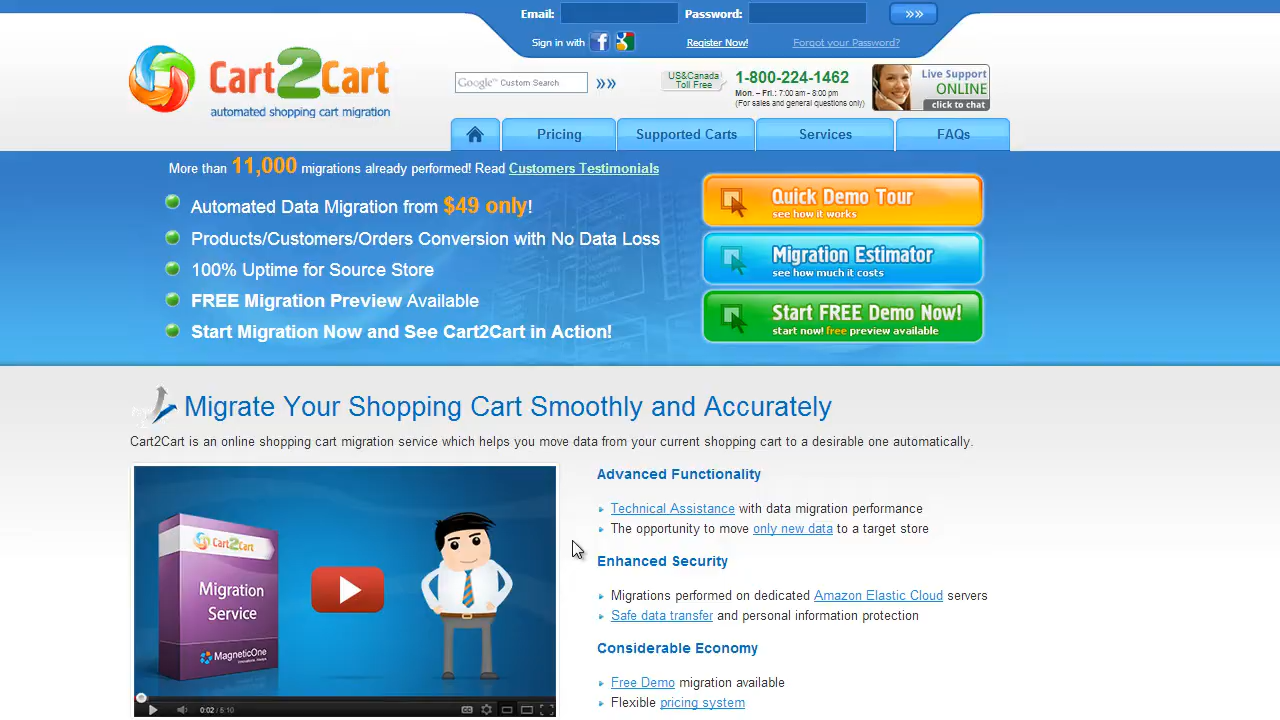 Email:
Password:
»»
Sign in with
Register Now!
Forgot your Password?
Cart2Cart
automated shopping cart migration
Google™ Custom Search
»»
US&Canada
Toll Free
1-800-224-1462
Mon. – Fri.: 7:00 am - 8:00 pm
(For sales and general questions only)
Live Support
ONLINE
click to chat
Pricing
Supported Carts
Services
FAQs
More than 11,000 migrations already performed! Read Customers Testimonials
Automated Data Migration from $49 only!
Products/Customers/Orders Conversion with No Data Loss
100% Uptime for Source Store
FREE Migration Preview Available
Start Migration Now and See Cart2Cart in Action!
Quick Demo Tour
see how it works
Migration Estimator
see how much it costs
Start FREE Demo Now!
start now! free preview available
Migrate Your Shopping Cart Smoothly and Accurately
Cart2Cart is an online shopping cart migration service which helps you move data from your current shopping cart to a desirable one automatically.
Cart2Cart
Migration
Service
MagneticOne
0:02 / 5:10
Advanced Functionality
Technical Assistance with data migration performance
The opportunity to move only new data to a target store
Enhanced Security
Migrations performed on dedicated Amazon Elastic Cloud servers
Safe data transfer and personal information protection
Considerable Economy
Free Demo migration available
Flexible pricing system